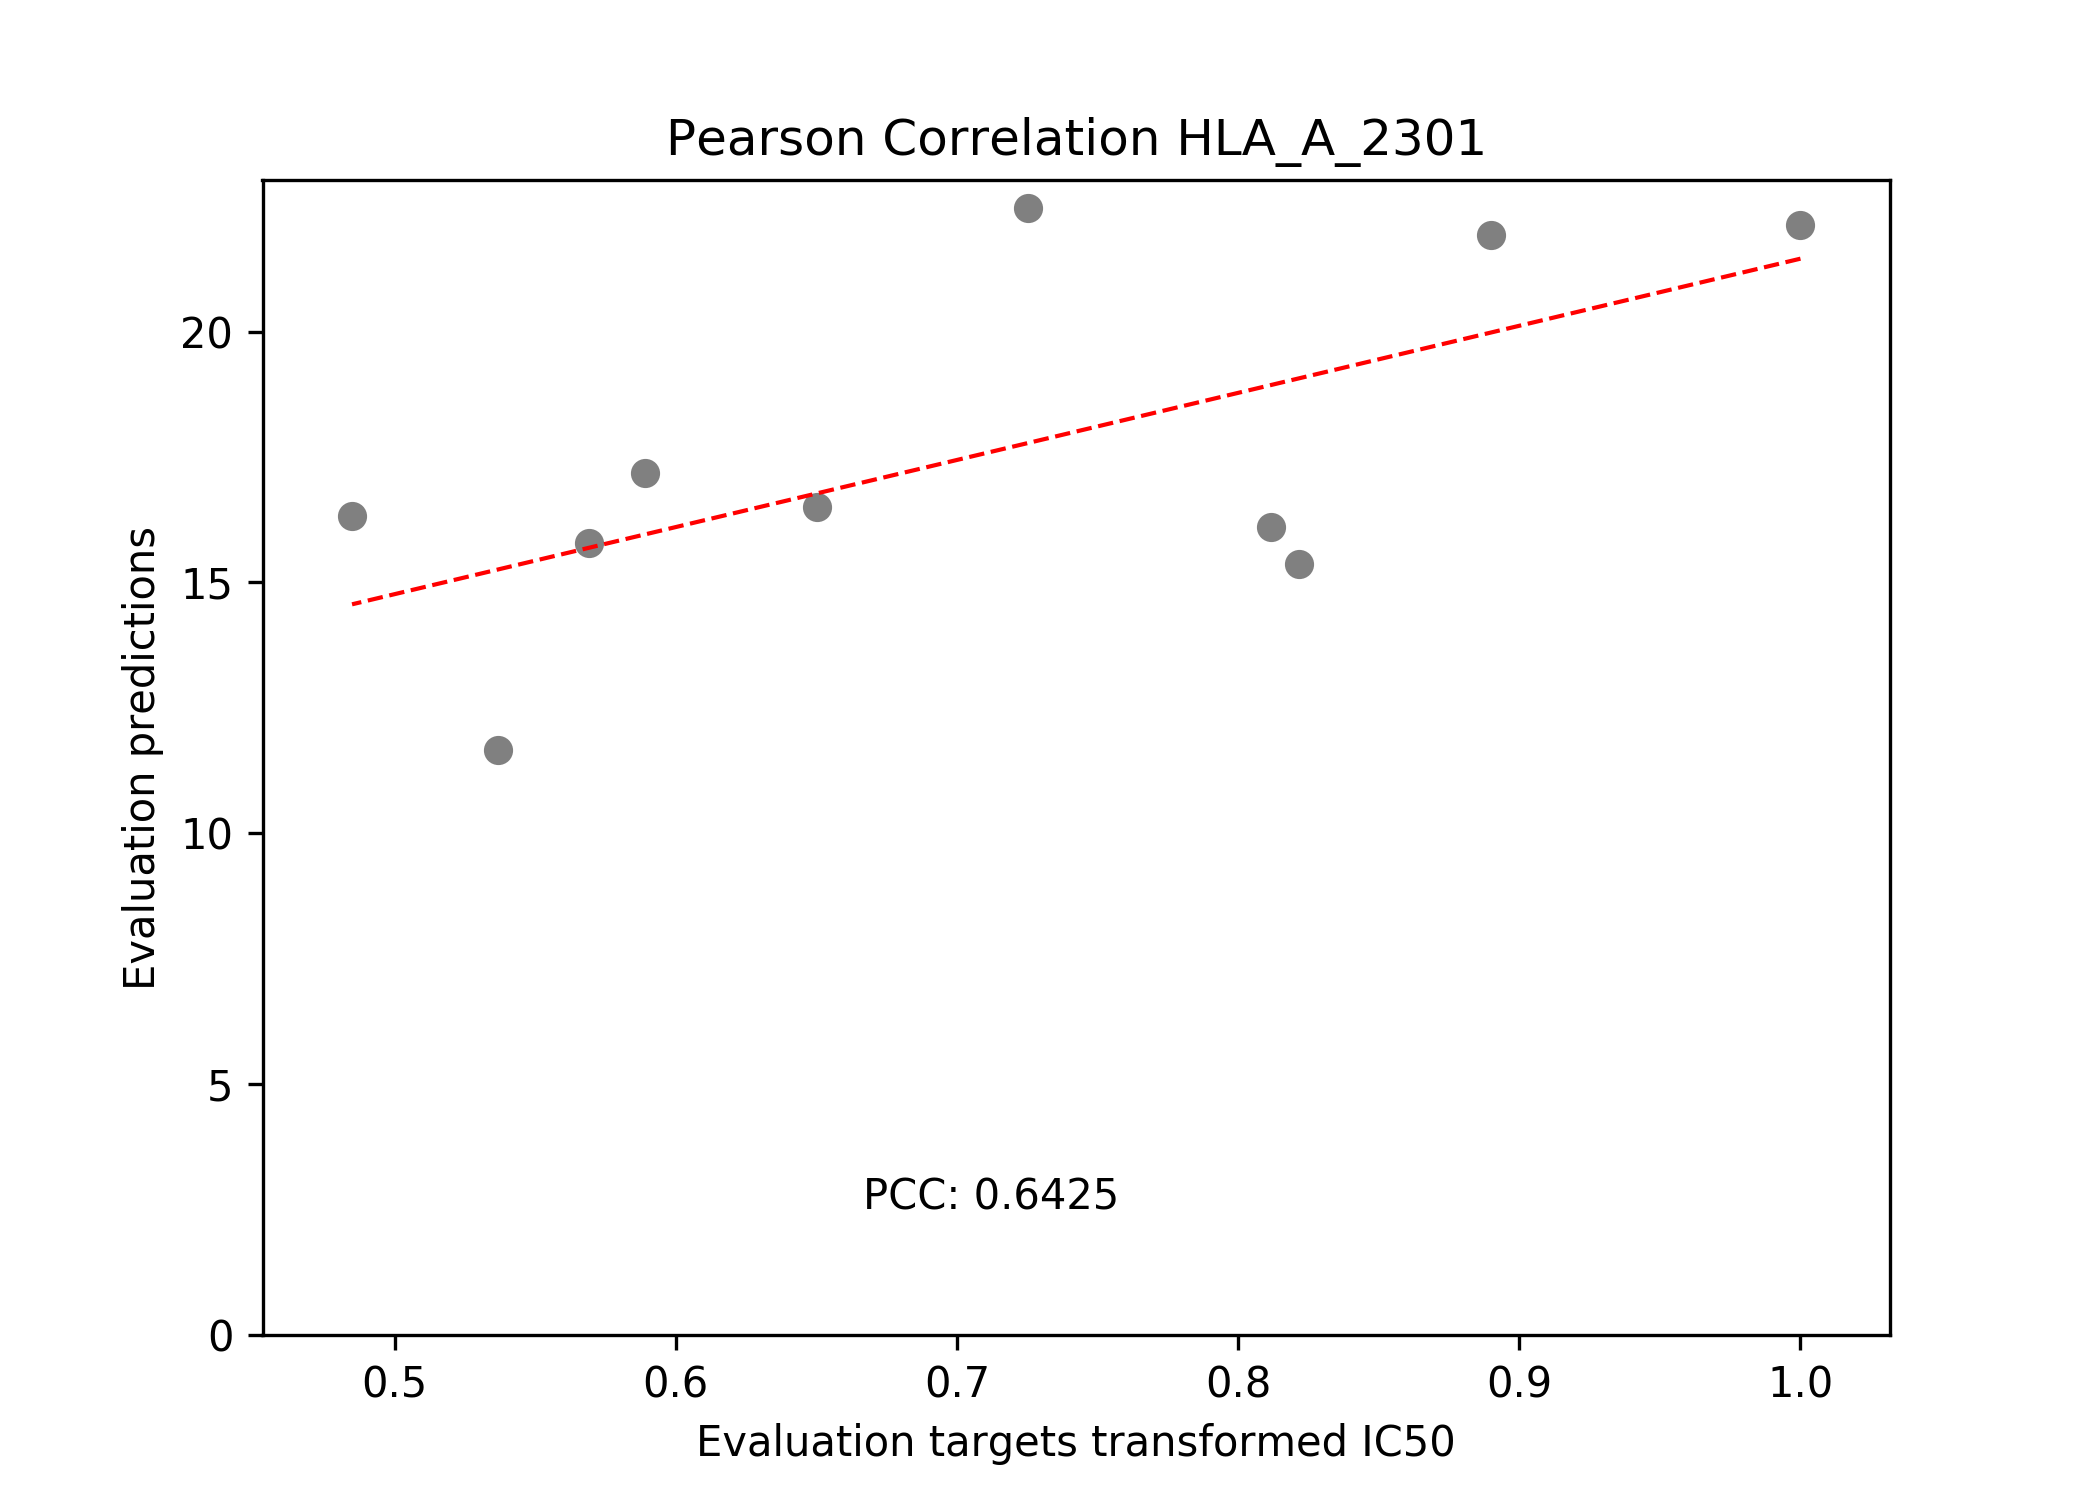 Pearson Correlation HLA_A_2301
20
15
10
5
0
Evaluation predictions
PCC: 0.6425
0.5 0.6 0.7 0.8 0.9 1.0
Evaluation targets transformed IC50